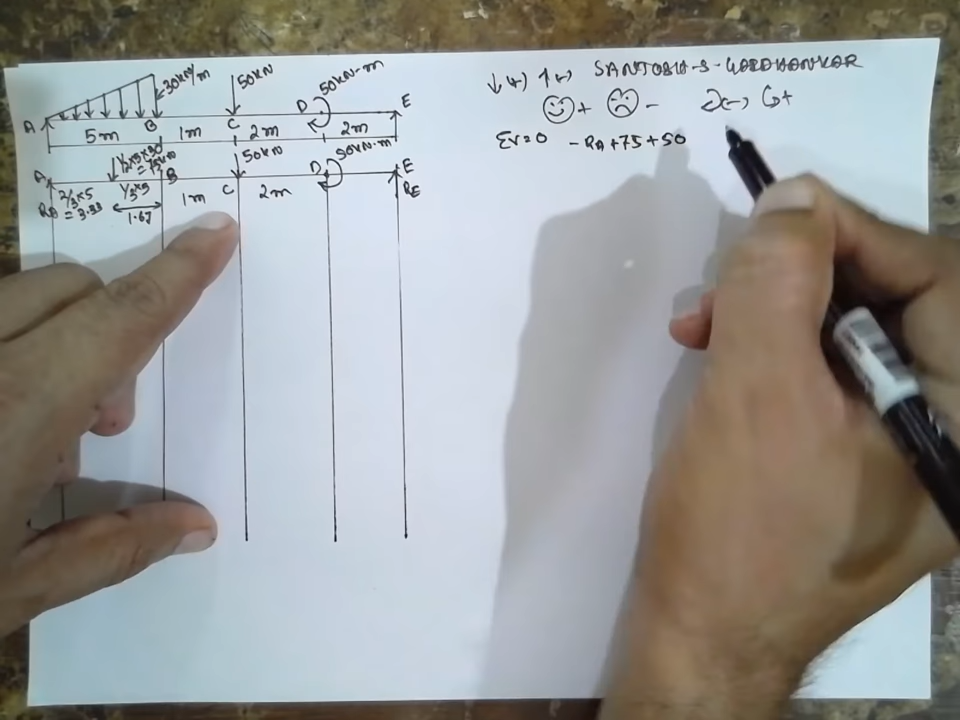 ↓(+) ↑(-) SANTOSH-S-GOLDHONKAR
+ - (-) +
30kN/m 50kN 50kN-m
A B C D E
5m 1m 2m 2m
1/2×5×30 = 75kN 50kN 50kN-m
A B C D E
RA 2/3×5 = 3.33 1/3×5 1.67 1m 2m RE
Σv=0 - RA+75+50